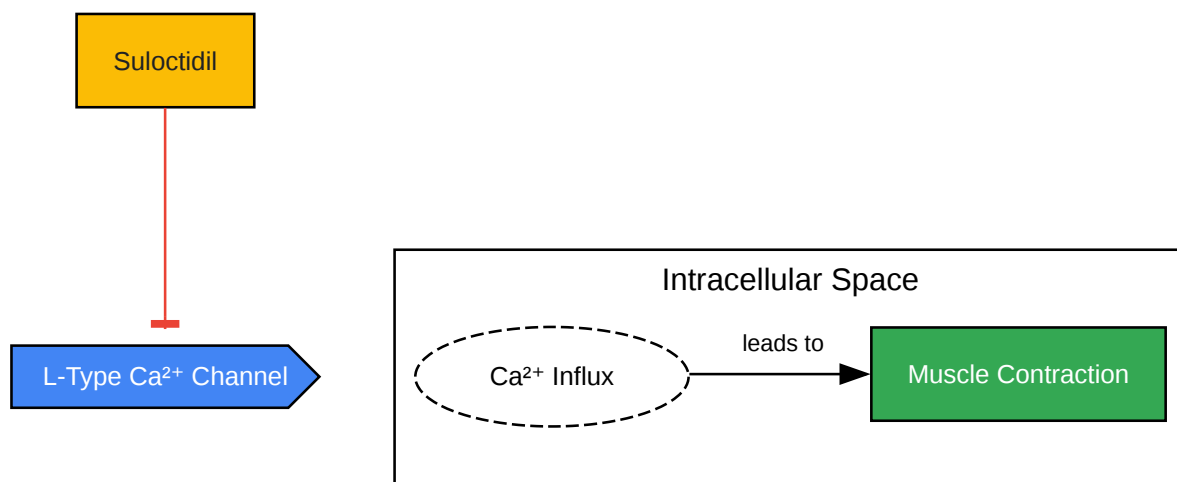 Suloctidil
Intracellular Space
leads to
L-Type Ca²⁺ Channel
Ca²⁺ Influx
Muscle Contraction